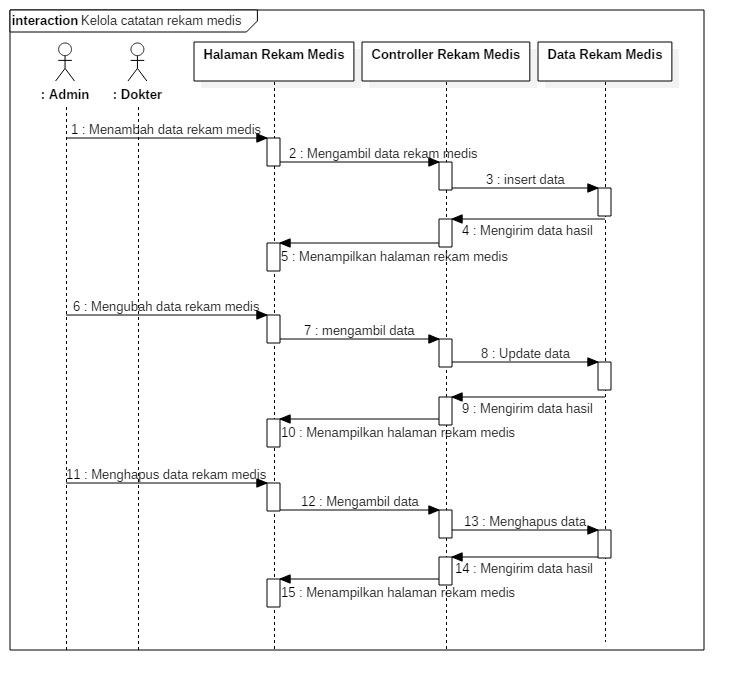 interaction Kelola catatan rekam medis
Halaman Rekam Medis
Controller Rekam Medis
Data Rekam Medis
: Admin
: Dokter
1 : Menambah data rekam medis
2 : Mengambil data rekam medis
3 : insert data
4 : Mengirim data hasil
5 : Menampilkan halaman rekam medis
6 : Mengubah data rekam medis
7 : mengambil data
8 : Update data
9 : Mengirim data hasil
10 : Menampilkan halaman rekam medis
11 : Menghapus data rekam medis
12 : Mengambil data
13 : Menghapus data
14 : Mengirim data hasil
15 : Menampilkan halaman rekam medis